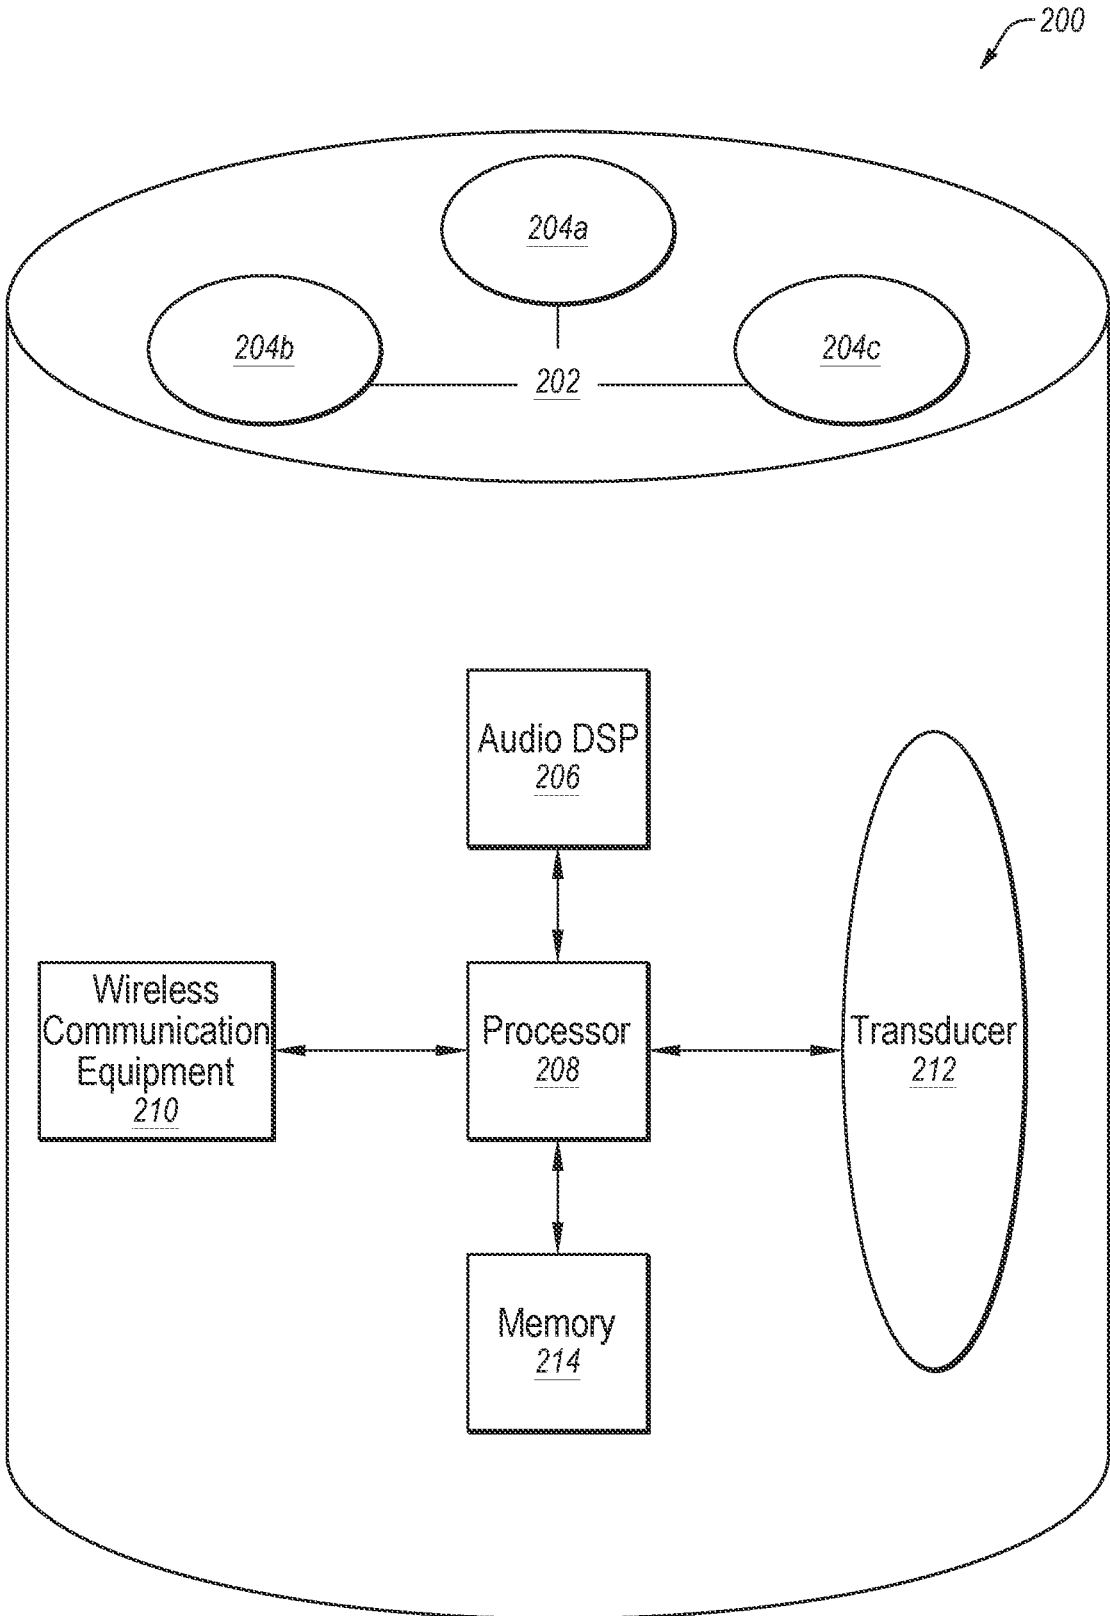 200
204a
204b
204c
202
Audio DSP
206
Wireless
Communication
Equipment
210
Processor
208
Transducer
212
Memory
214